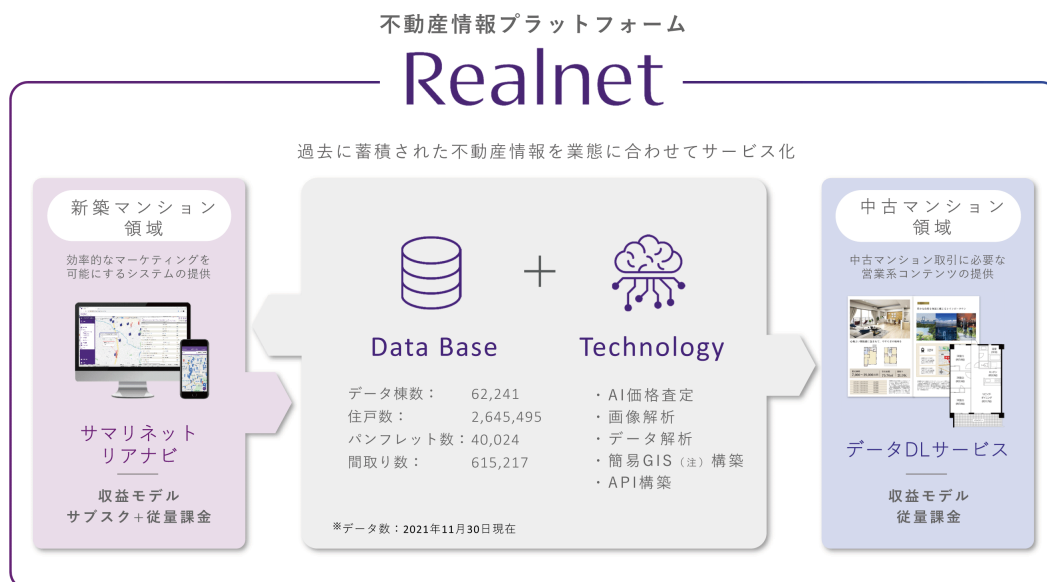 不動産情報プラットフォーム
Realnet
過去に蓄積された不動産情報を業態に合わせてサービス化
新築マンション
領域
効率的なマーケティングを
可能にするシステムの提供
サマリネット
リアナビ
収益モデル
サブスク+従量課金
Data Base
データ棟数： 62,241
住戸数： 2,645,495
パンフレット数：40,024
間取り数： 615,217
※データ数：2021年11月30日現在
+
Technology
・AI価格査定
・画像解析
・データ解析
・簡易GIS（注）構築
・API構築
中古マンション
領域
中古マンション取引に必要な
営業系コンテンツの提供
データDLサービス
収益モデル
従量課金